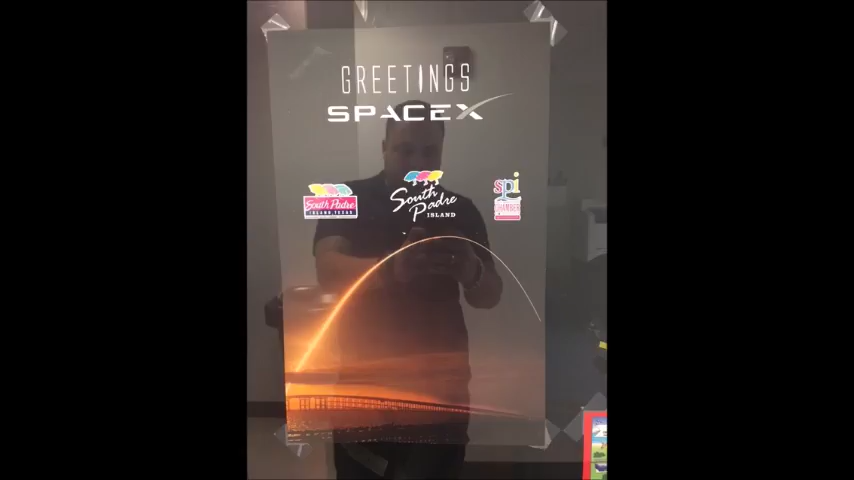 GREETINGS
SPACEX
South Padre
ISLAND, TEXAS
South
Padre
ISLAND
spi
CHAMBER